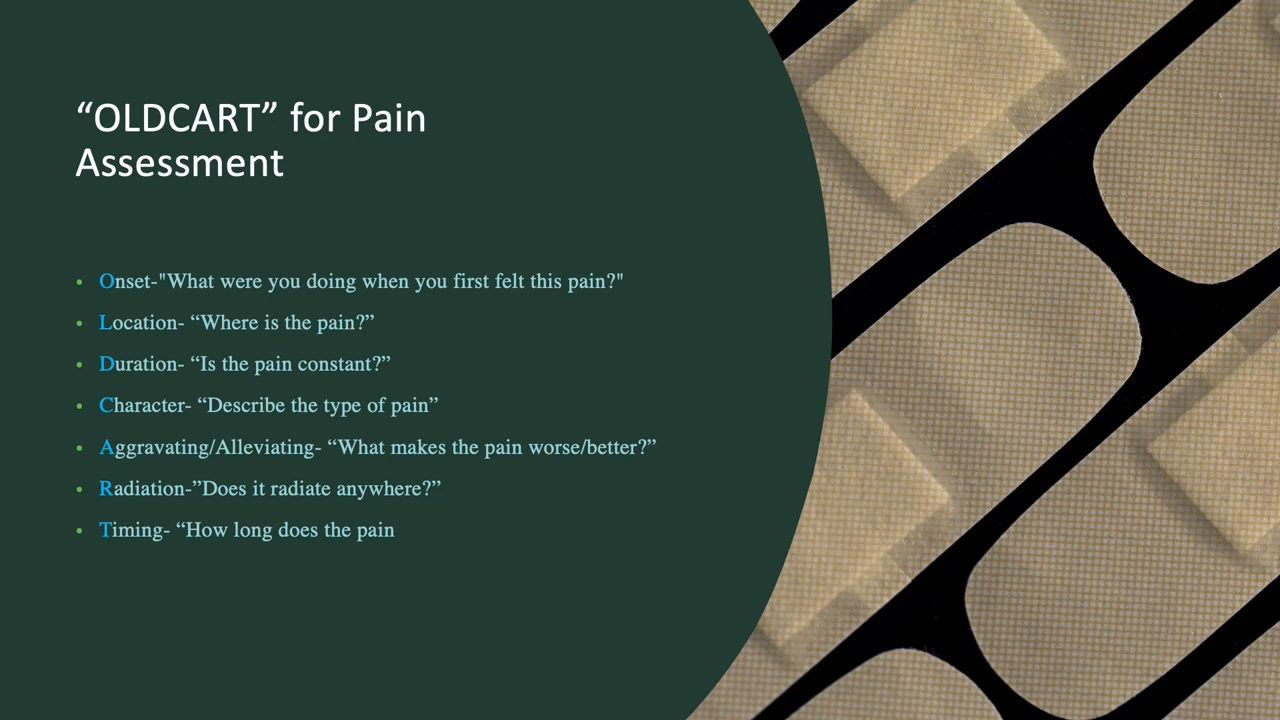 “OLDCART” for Pain
Assessment
• Onset-"What were you doing when you first felt this pain?"
• Location- “Where is the pain?”
• Duration- “Is the pain constant?”
• Character- “Describe the type of pain”
• Aggravating/Alleviating- “What makes the pain worse/better?”
• Radiation-”Does it radiate anywhere?”
• Timing- “How long does the pain